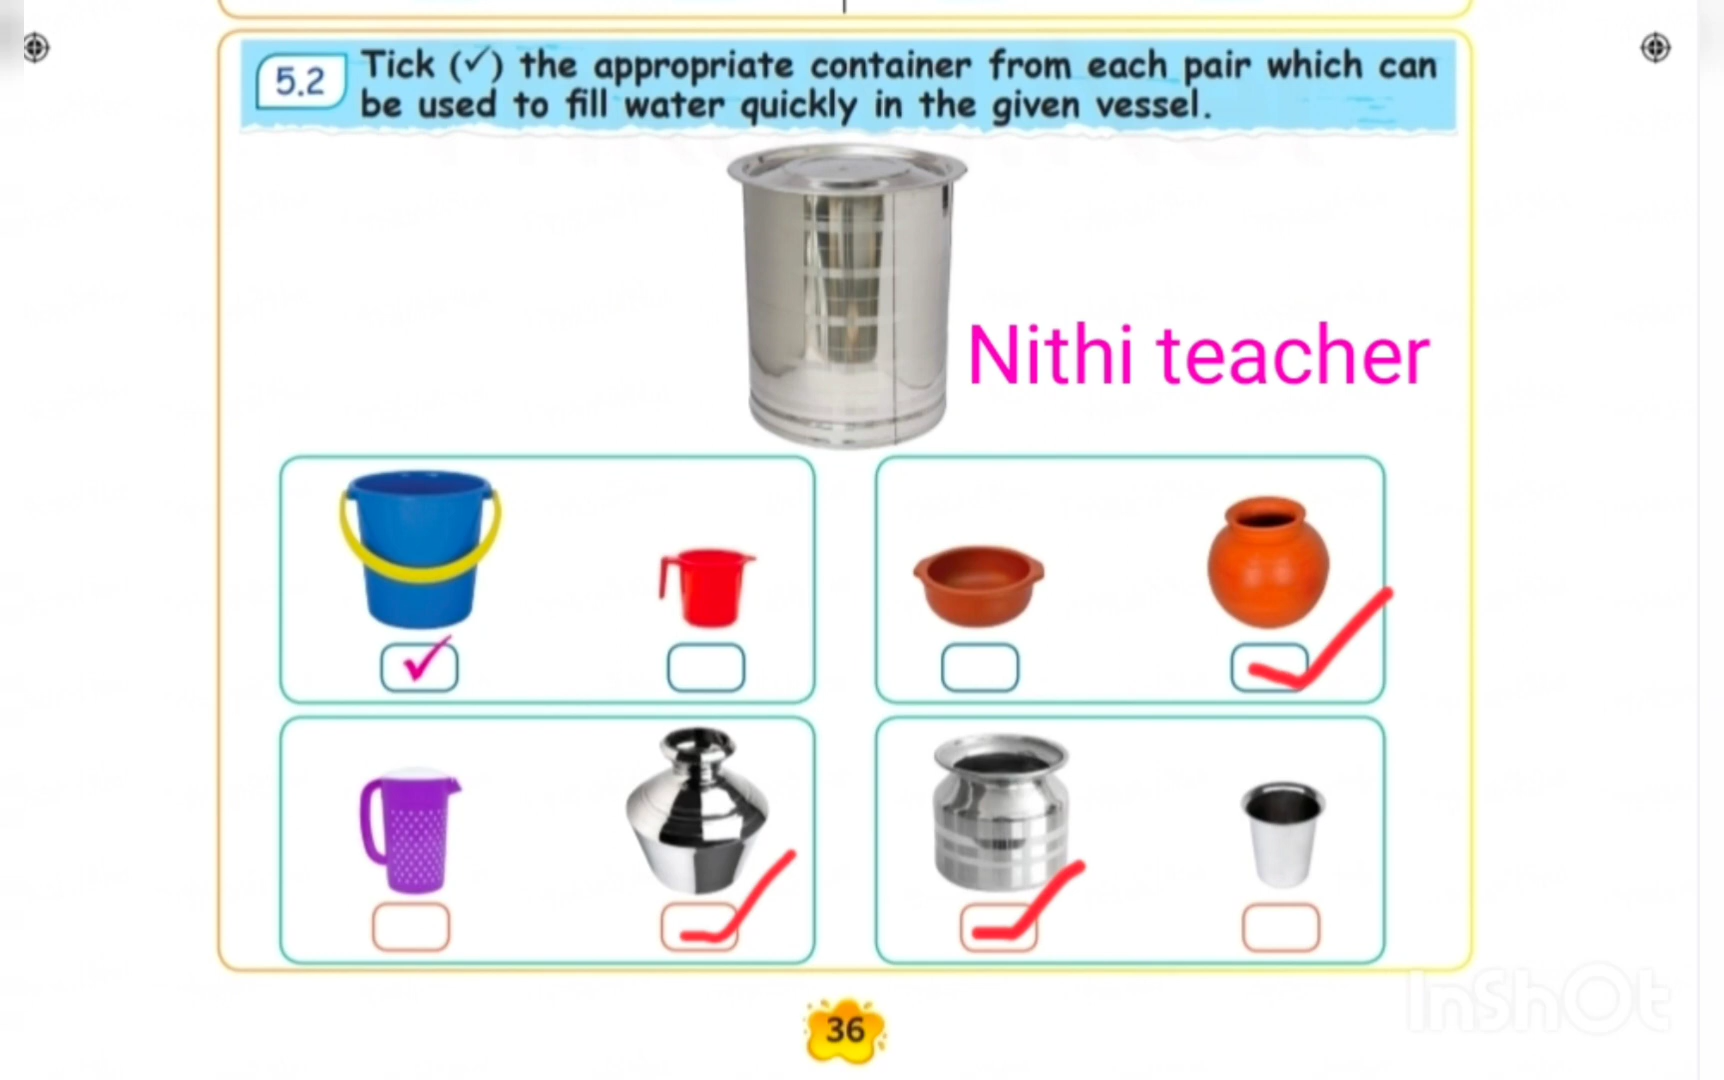 5.2
Tick (✓) the appropriate container from each pair which can
be used to fill water quickly in the given vessel.
Nithi teacher
36
InShOt